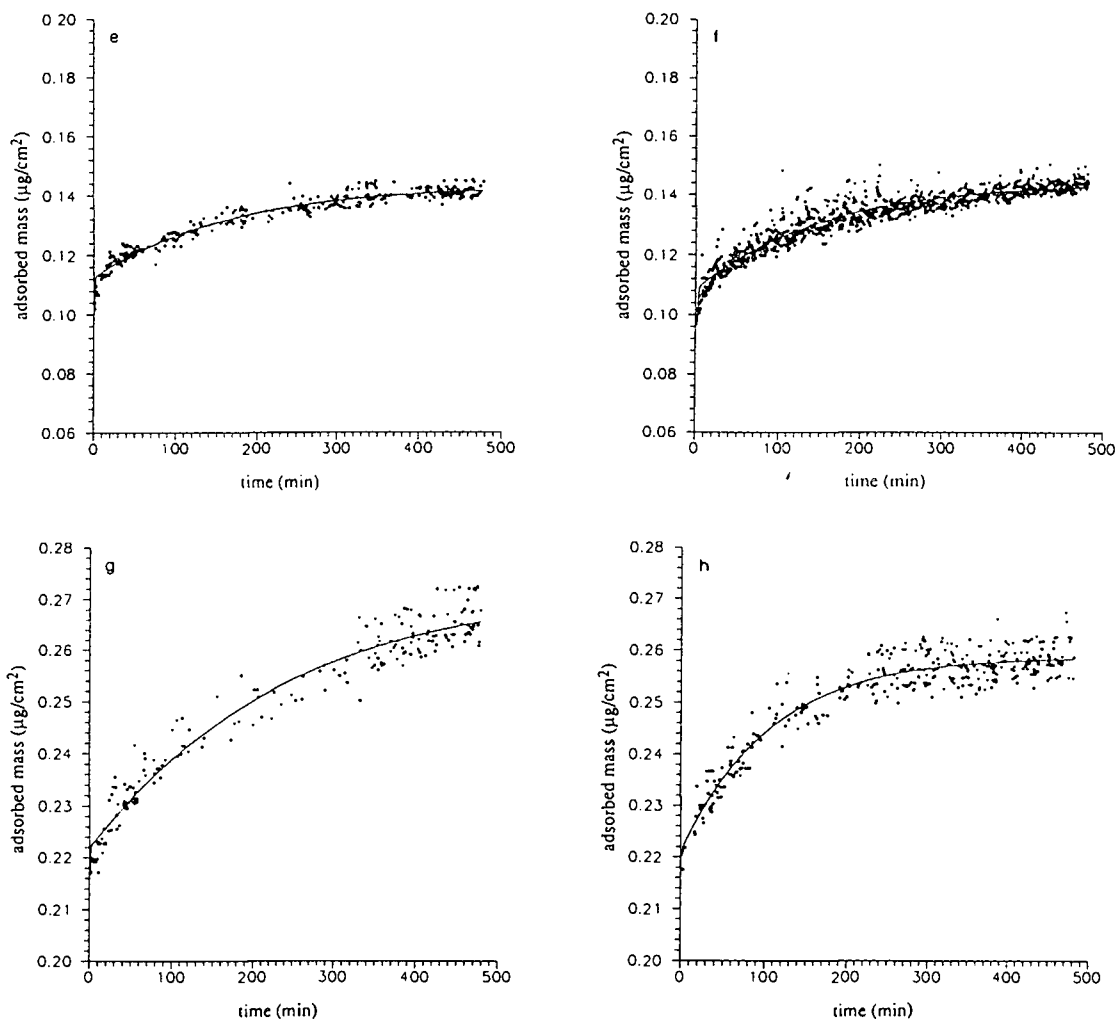 e
0.20
0.18
0.16
0.14
0.12
0.10
0.08
0.06
adsorbed mass (µg/cm²)
0 100 200 300 400 500
time (min)
f
0.20
0.18
0.16
0.14
0.12
0.10
0.08
0.06
adsorbed mass (µg/cm²)
0 100 200 300 400 500
time (min)
g
0.28
0.27
0.26
0.25
0.24
0.23
0.22
0.21
0.20
adsorbed mass (µg/cm²)
0 100 200 300 400 500
time (min)
h
0.28
0.27
0.26
0.25
0.24
0.23
0.22
0.21
0.20
adsorbed mass (µg/cm²)
0 100 200 300 400 500
time (min)